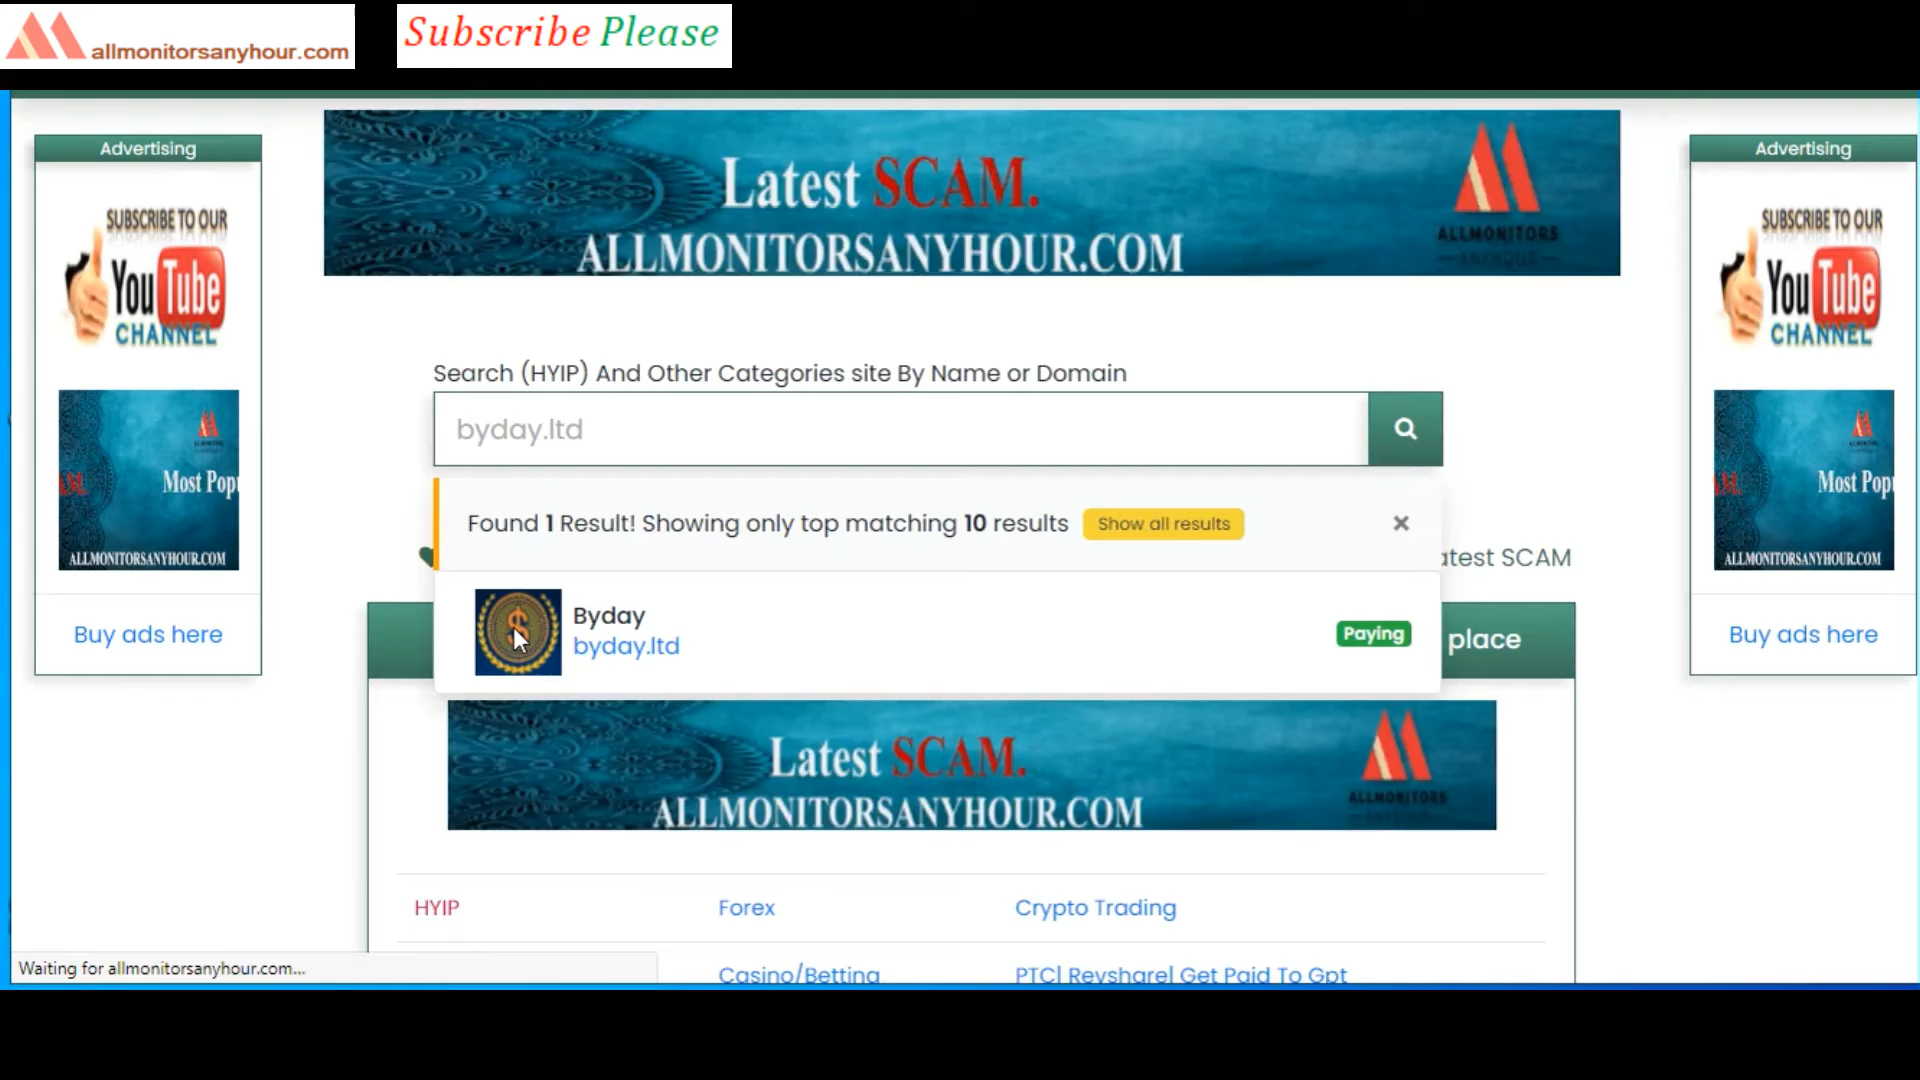 allmonitorsanyhour.com
Subscribe Please
Advertising
SUBSCRIBE TO OUR
YouTube
CHANNEL
Most Popu
ALLMONITORSANYHOUR.COM
Buy ads here
Latest SCAM.
ALLMONITORSANYHOUR.COM
ALLMONITORS
ANYHOUR
Search (HYIP) And Other Categories site By Name or Domain
byday.ltd
Found 1 Result! Showing only top matching 10 results
Show all results
×
Byday
byday.ltd
Paying
atest SCAM
place
Latest SCAM.
ALLMONITORSANYHOUR.COM
ALLMONITORS
HYIP
Forex
Crypto Trading
Casino/Betting
PTC| Revshare| Get Paid To Gpt
Waiting for allmonitorsanyhour.com...
Advertising
SUBSCRIBE TO OUR
YouTube
CHANNEL
Most Popu
ALLMONITORSANYHOUR.COM
Buy ads here